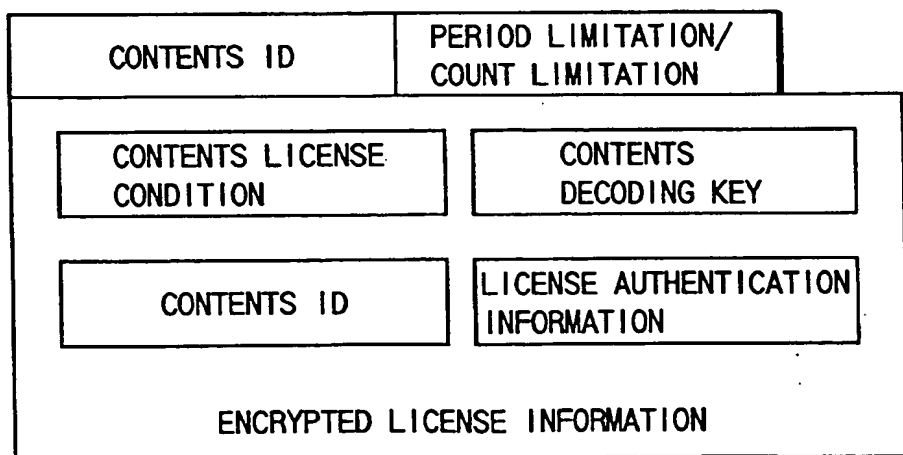 CONTENTS ID
PERIOD LIMITATION/
COUNT LIMITATION
CONTENTS LICENSE
CONDITION
CONTENTS
DECODING KEY
CONTENTS ID
LICENSE AUTHENTICATION
INFORMATION
ENCRYPTED LICENSE INFORMATION